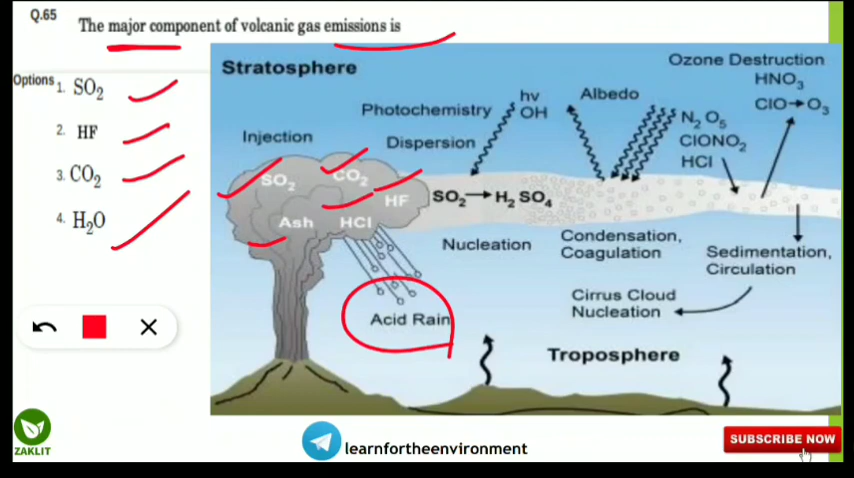 Q.65
The major component of volcanic gas emissions is
Options 1. SO₂
2. HF
3. CO₂
4. H₂O
Stratosphere
Injection
Photochemistry
Dispersion
hv
OH
Albedo
Ozone Destruction
HNO₃
ClO→O₃
N₂O₅
ClONO₂
HCl
SO₂ CO₂
HF
Ash HCl
SO₂→H₂SO₄
Nucleation
Condensation,
Coagulation
Sedimentation,
Circulation
Cirrus Cloud
Nucleation
Acid Rain
Troposphere
ZAKLIT
learnfortheenvironment
SUBSCRIBE NOW